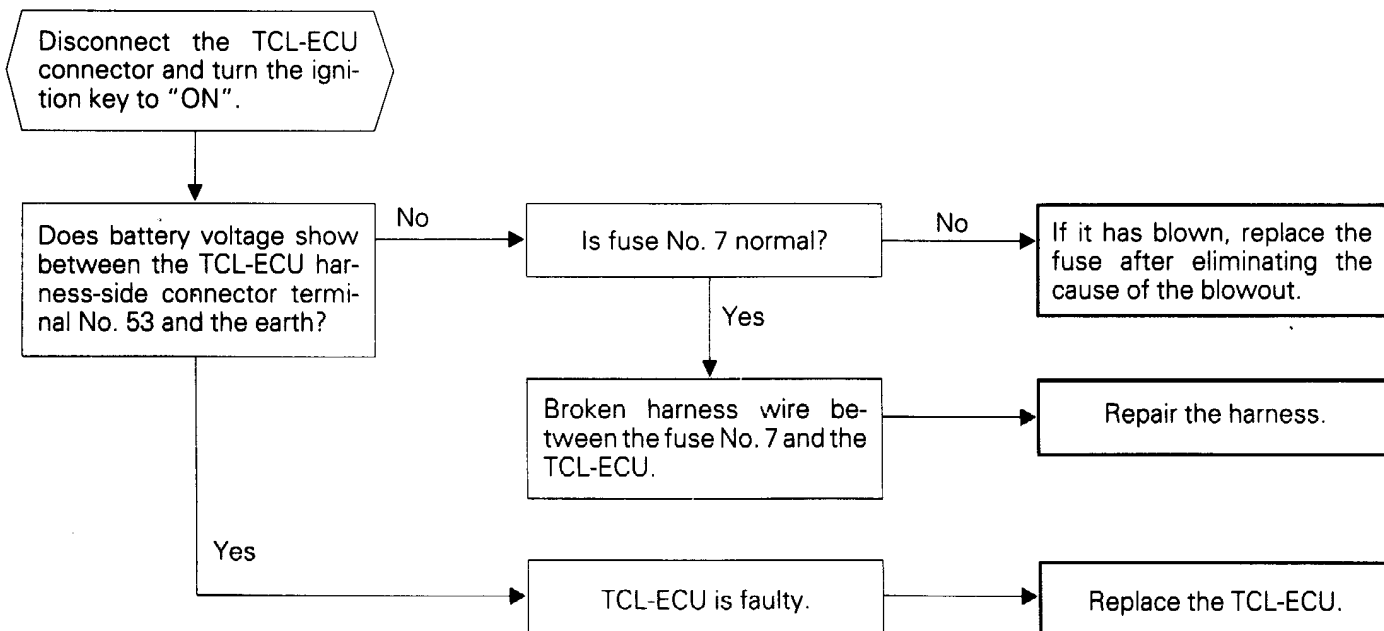 Disconnect the TCL-ECU
connector and turn the igni-
tion key to "ON".
Does battery voltage show
between the TCL-ECU har-
ness-side connector termi-
nal No. 53 and the earth?
No
Is fuse No. 7 normal?
No
If it has blown, replace the
fuse after eliminating the
cause of the blowout.
Yes
Broken harness wire be-
tween the fuse No. 7 and the
TCL-ECU.
Repair the harness.
Yes
TCL-ECU is faulty.
Replace the TCL-ECU.